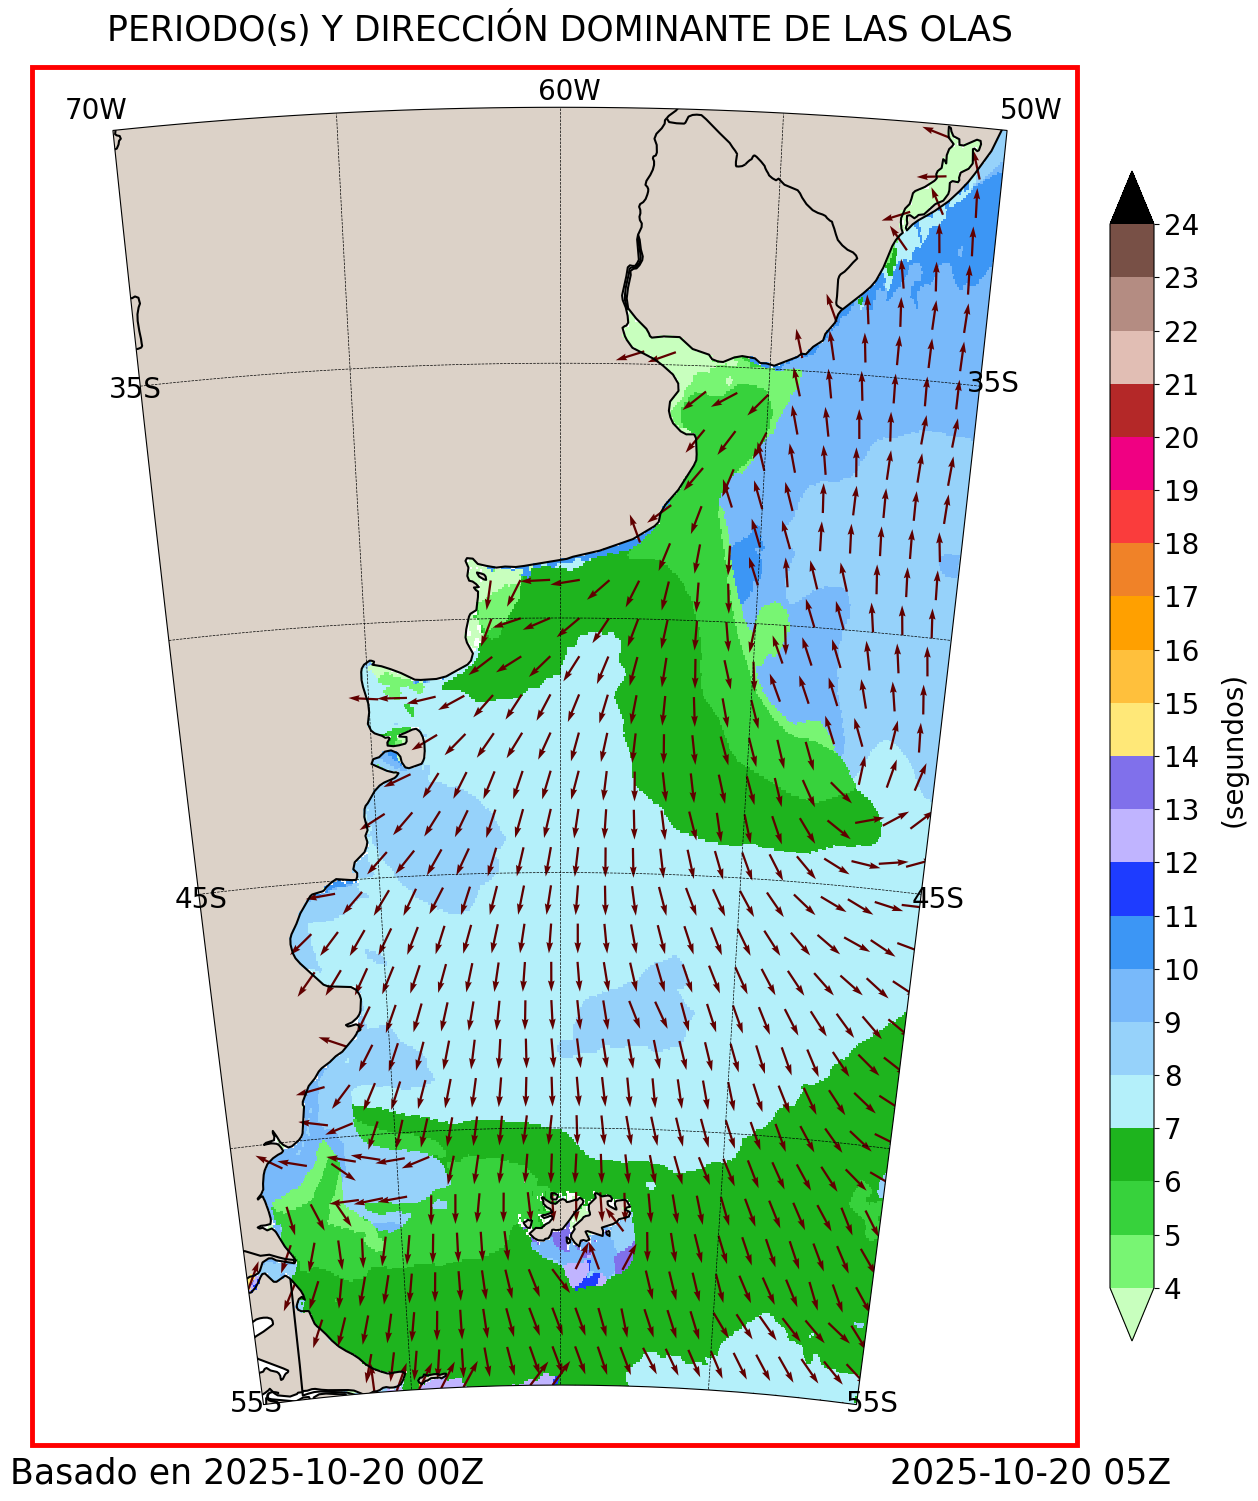 PERIODO(s) Y DIRECCIÓN DOMINANTE DE LAS OLAS
70W
60W
50W
35S
35S
45S
45S
55S
55S
24
23
22
21
20
19
18
17
16
15
14
13
12
11
10
9
8
7
6
5
4
(segundos)
Basado en 2025-10-20 00Z
2025-10-20 05Z